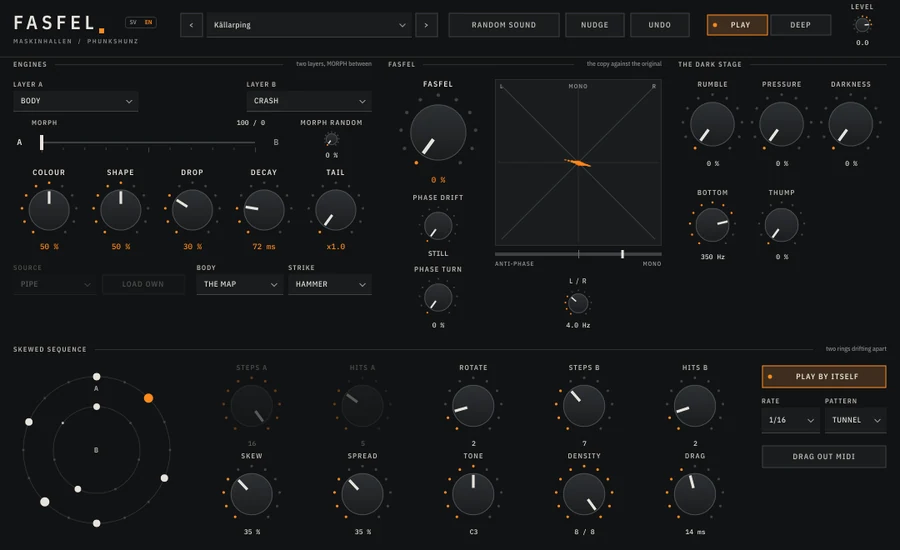 FASFEL.
SV EN
MASKINHALLEN / PHUNKSHUNZ
< Källarping >
RANDOM SOUND NUDGE UNDO
PLAY DEEP
LEVEL
0.0
ENGINES two layers, MORPH between
LAYER A LAYER B
BODY CRASH
MORPH 100 / 0 MORPH RANDOM
A B
0 %
COLOUR SHAPE DROP DECAY TAIL
50 % 50 % 30 % 72 ms x1.0
SOURCE BODY STRIKE
PIPE LOAD OWN THE MAP HAMMER
FASFEL the copy against the original
FASFEL
0 %
PHASE DRIFT
STILL
PHASE TURN
0 %
L MONO R
ANTI-PHASE MONO
L / R
4.0 Hz
THE DARK STAGE
RUMBLE PRESSURE DARKNESS
0 % 0 % 0 %
BOTTOM THUMP
350 Hz 0 %
SKEWED SEQUENCE two rings drifting apart
A
B
STEPS A HITS A ROTATE STEPS B HITS B
16 5 2 7 2
SKEW SPREAD TONE DENSITY DRAG
35 % 35 % C3 8 / 8 14 ms
PLAY BY ITSELF
RATE PATTERN
1/16 TUNNEL
DRAG OUT MIDI